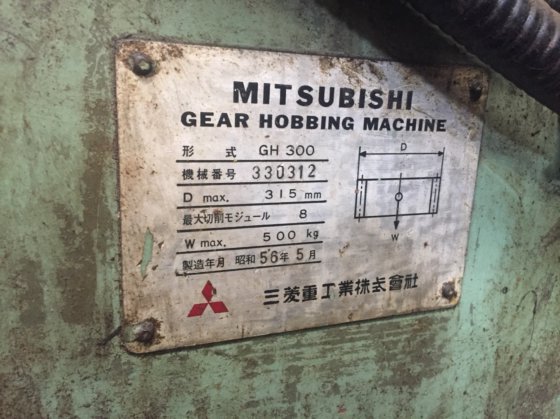 MITSUBISHI
GEAR HOBBING MACHINE
形式 GH 300
機械番号 330312
D max. 315 mm
最大切削モジュール 8
W max. 500 kg
製造年月 昭和56年5月
D
W
三菱重工業株式會社